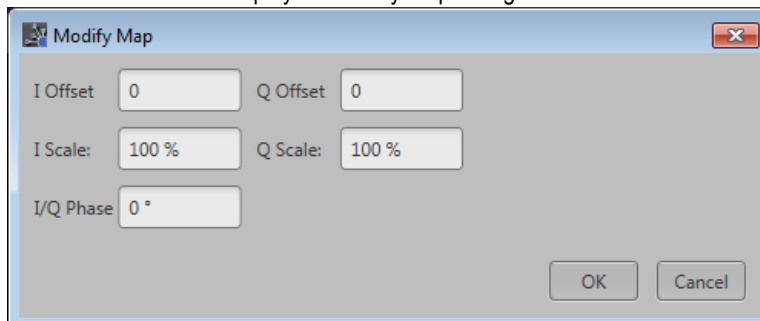 Modify Map
I Offset 0 Q Offset 0
I Scale: 100 % Q Scale: 100 %
I/Q Phase 0 °
OK Cancel